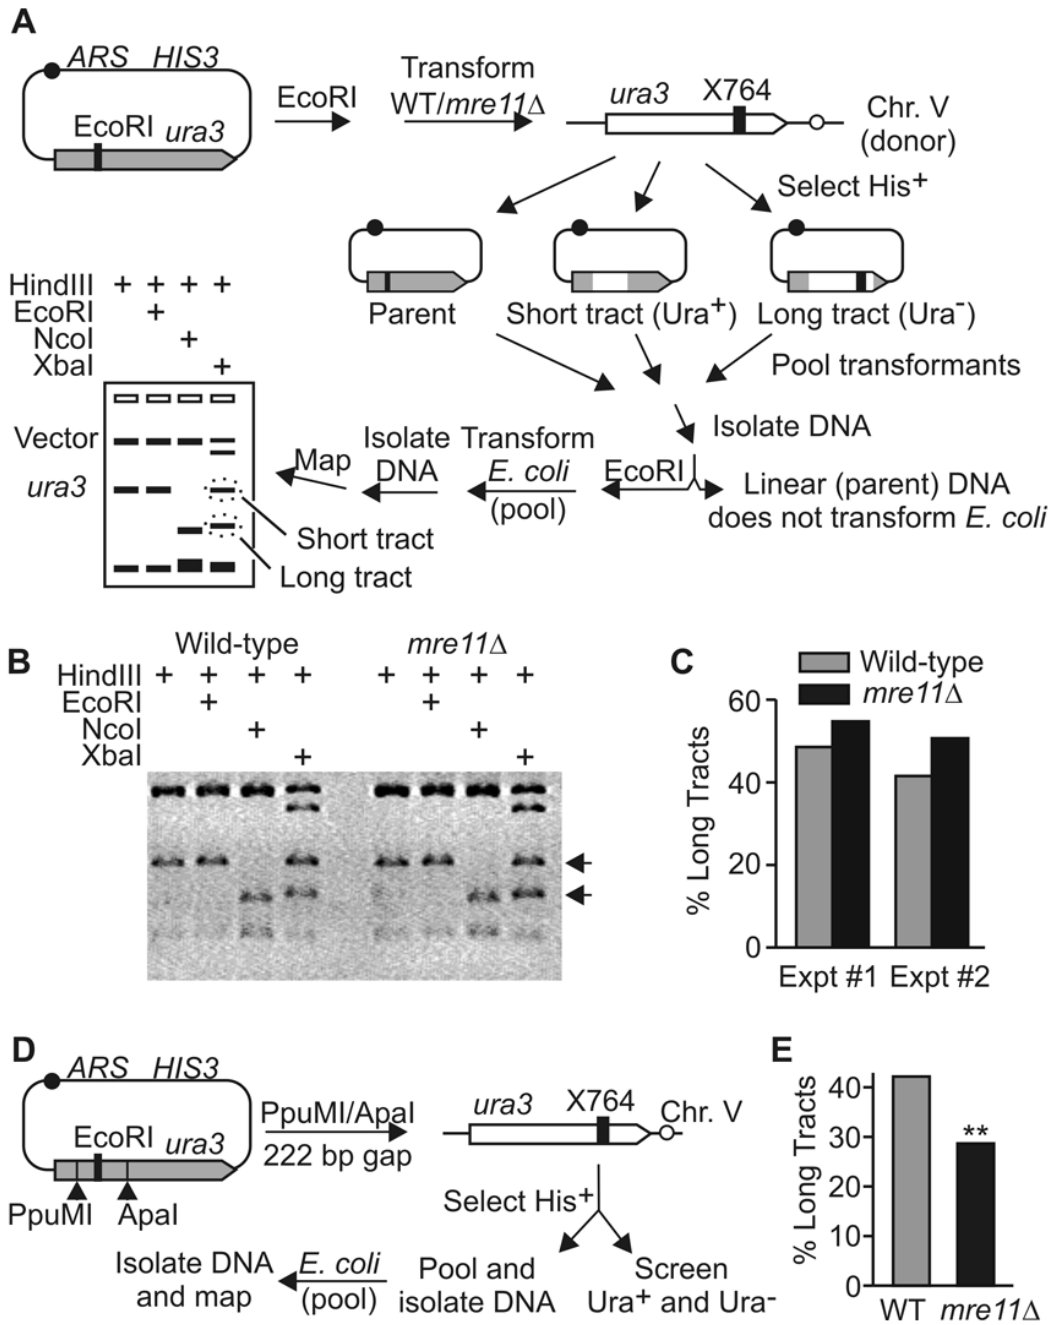 A
ARS HIS3
EcoRI ura3
EcoRI
Transform
WT/mre11Δ
ura3 X764
Chr. V
(donor)
Select His+
Parent
Short tract (Ura+)
Long tract (Ura-)
Pool transformants
Isolate DNA
EcoRI
Linear (parent) DNA
does not transform E. coli
Transform
E. coli
(pool)
Isolate
DNA
Map
HindIII + + + +
EcoRI +
NcoI +
XbaI +
Vector
ura3
Short tract
Long tract
B
Wild-type mre11Δ
HindIII + + + + + + + +
EcoRI + +
NcoI + +
XbaI + +
C
Wild-type
mre11Δ
% Long Tracts
60
40
20
0
Expt #1 Expt #2
D
ARS HIS3
EcoRI ura3
PpuMI ApaI
PpuMI/ApaI
222 bp gap
ura3 X764
Chr. V
Select His+
Screen
Ura+ and Ura-
Pool and
isolate DNA
E. coli
(pool)
Isolate DNA
and map
E
% Long Tracts
40
30
20
10
0
**
WT mre11Δ